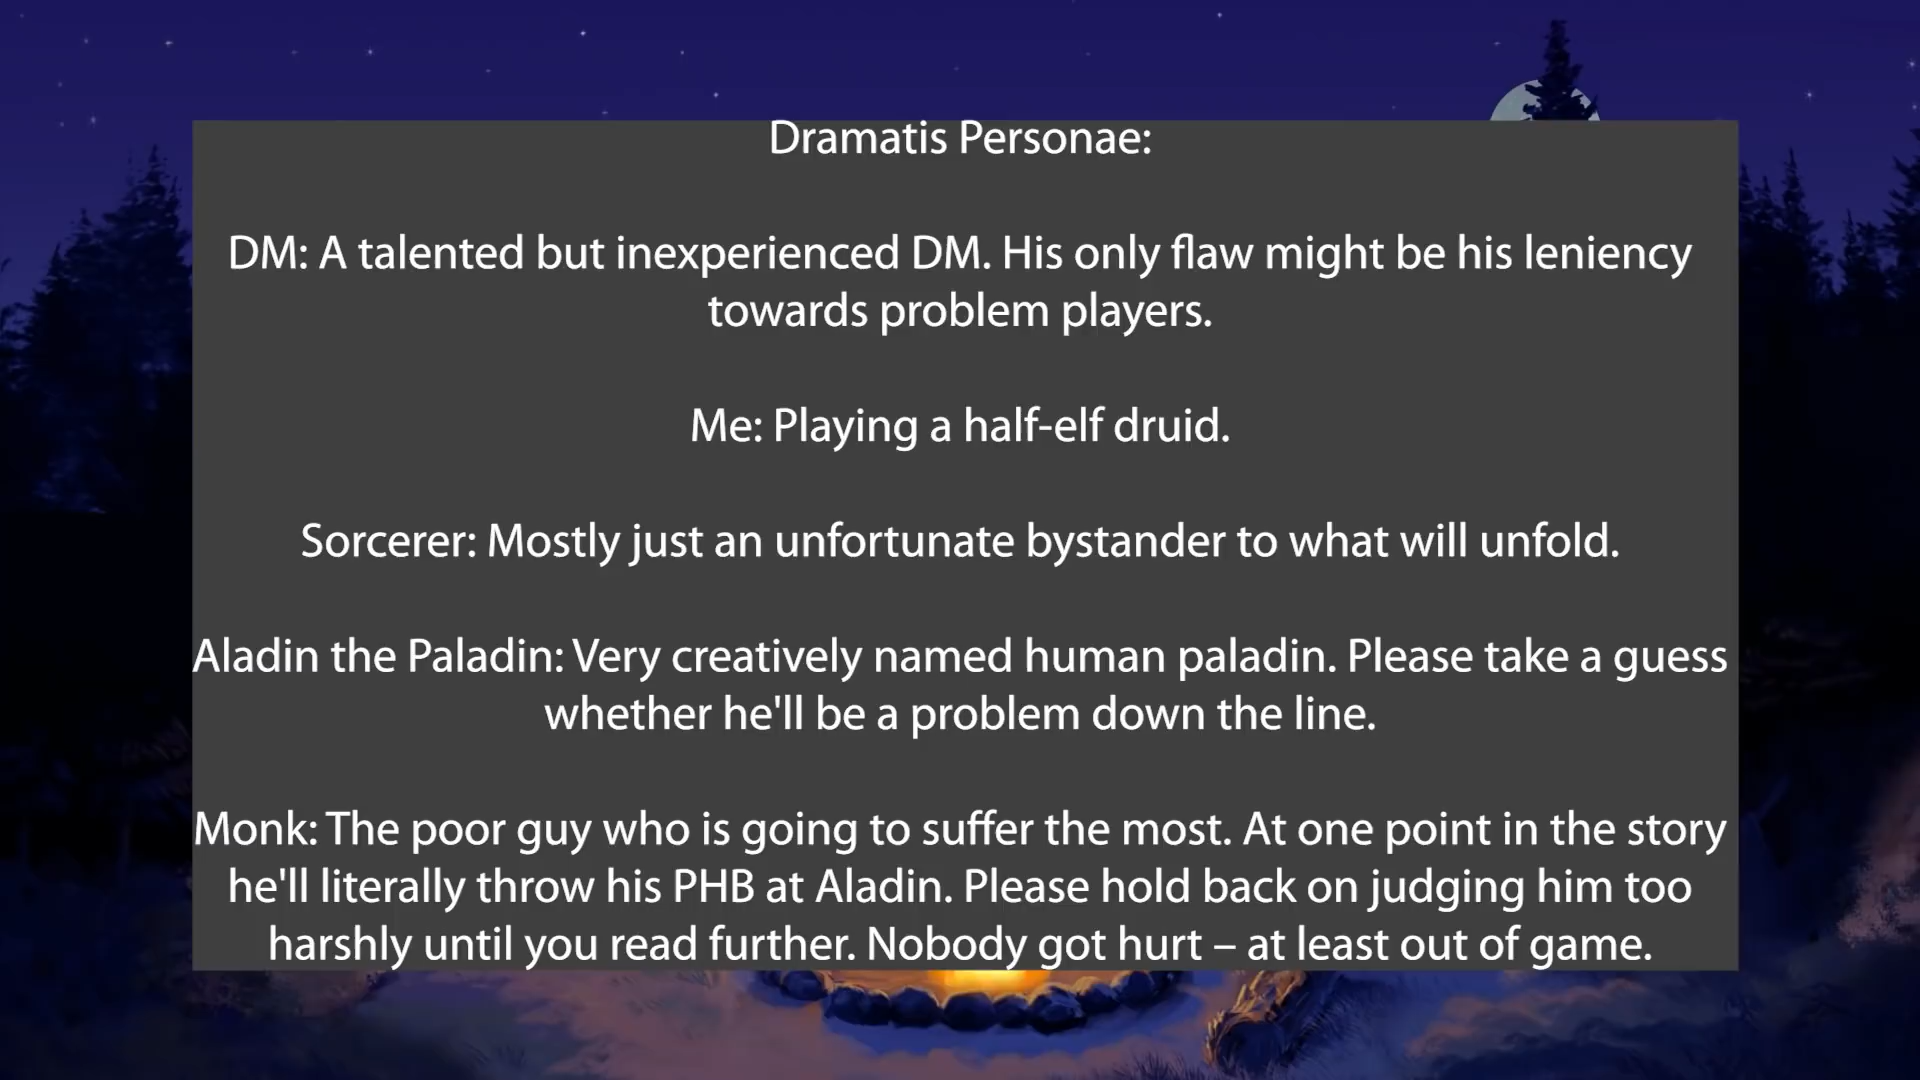 Dramatis Personae:
DM: A talented but inexperienced DM. His only flaw might be his leniency
towards problem players.
Me: Playing a half-elf druid.
Sorcerer: Mostly just an unfortunate bystander to what will unfold.
Aladin the Paladin: Very creatively named human paladin. Please take a guess
whether he'll be a problem down the line.
Monk: The poor guy who is going to suffer the most. At one point in the story
he'll literally throw his PHB at Aladin. Please hold back on judging him too
harshly until you read further. Nobody got hurt – at least out of game.